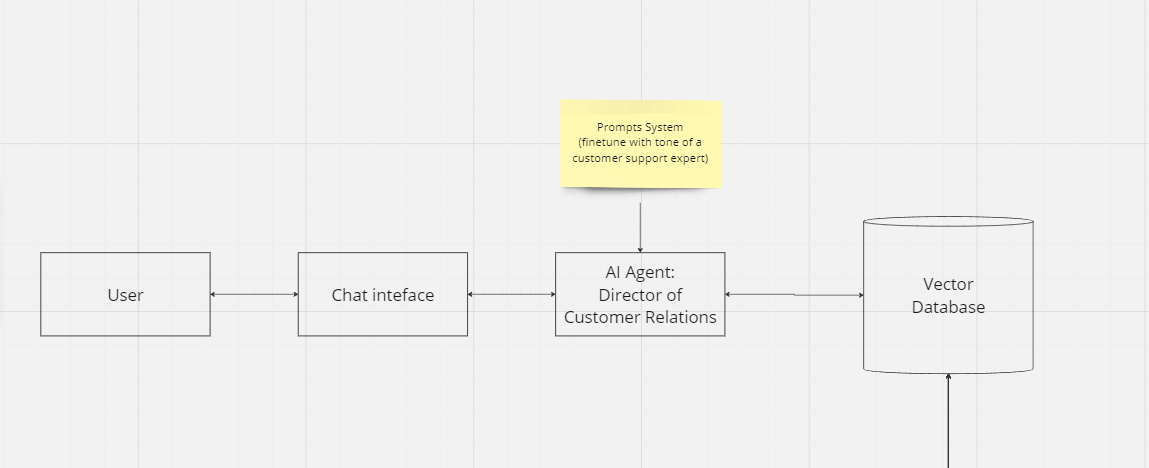 Prompts System
(finetune with tone of a
customer support expert)
User
Chat inteface
AI Agent:
Director of
Customer Relations
Vector
Database